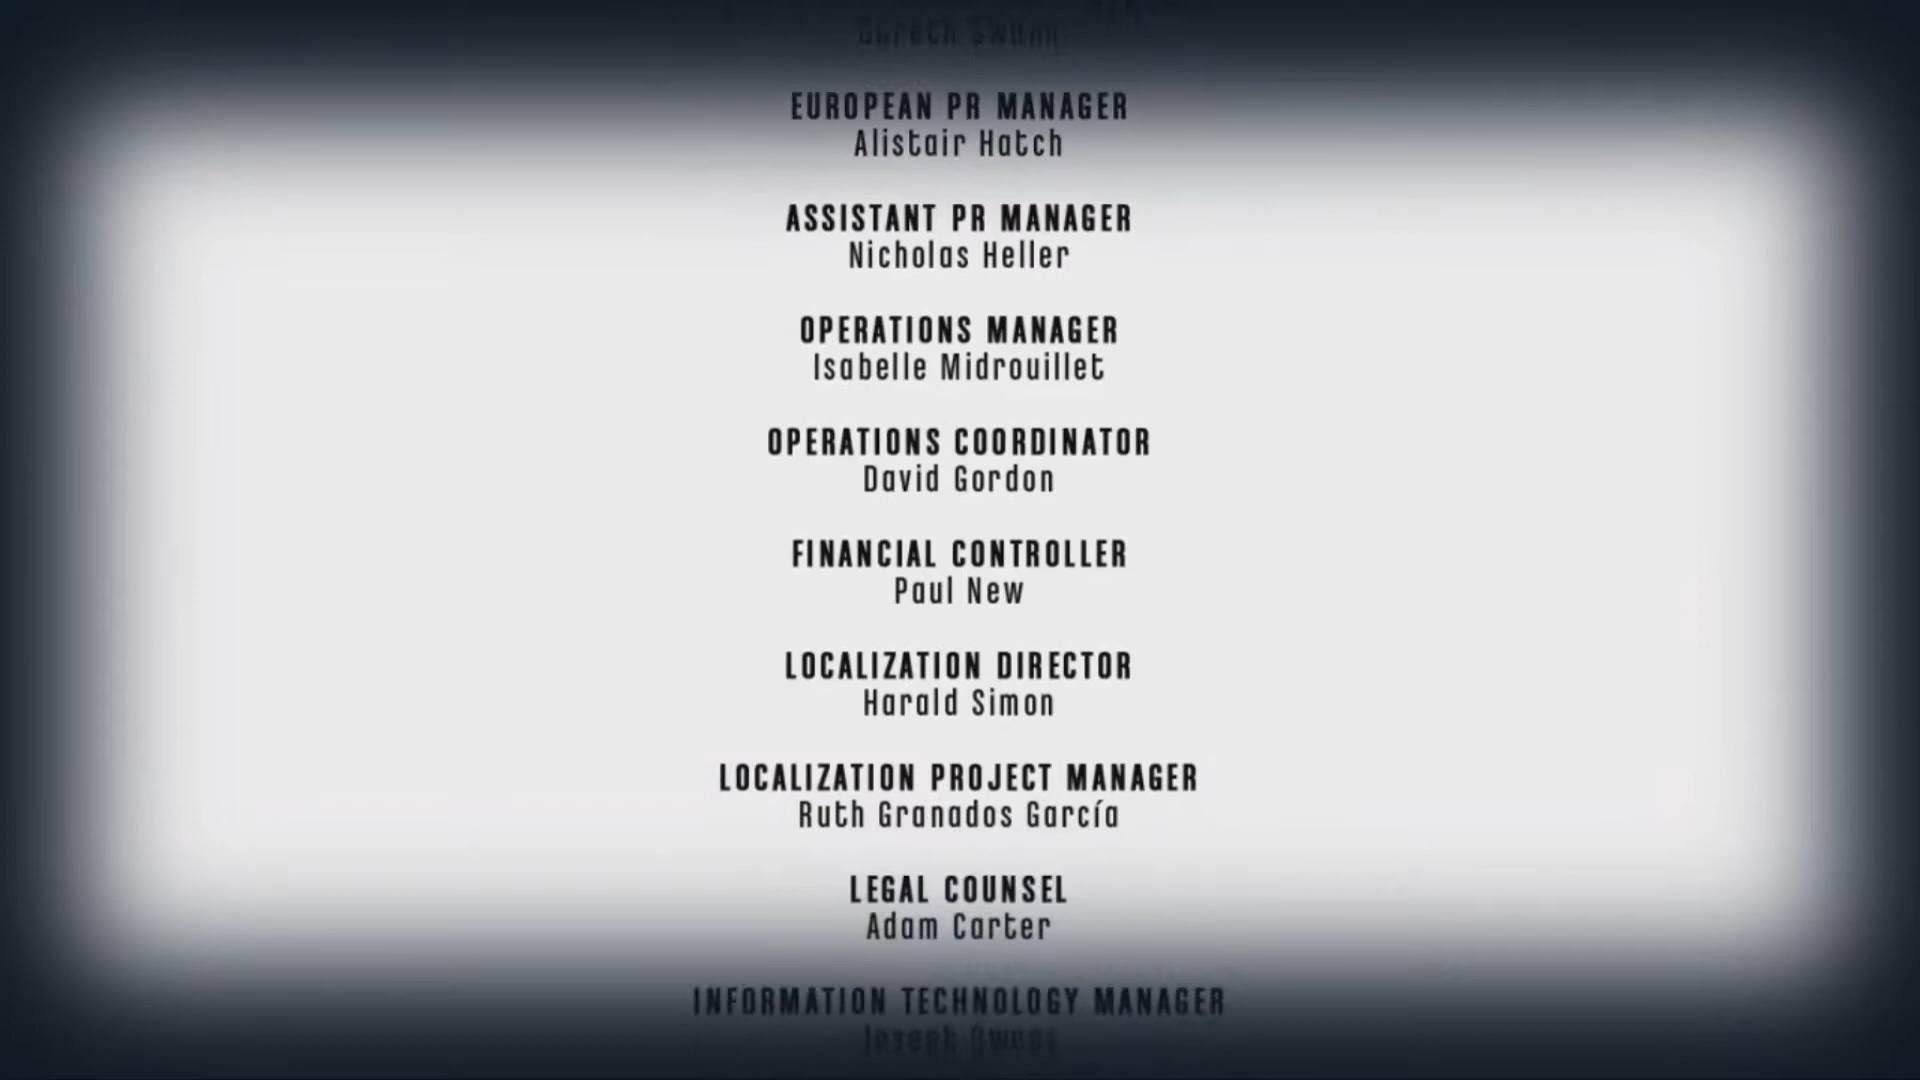 EUROPEAN PR MANAGER
Alistair Hatch
ASSISTANT PR MANAGER
Nicholas Heller
OPERATIONS MANAGER
Isabelle Midrouillet
OPERATIONS COORDINATOR
David Gordon
FINANCIAL CONTROLLER
Paul New
LOCALIZATION DIRECTOR
Harald Simon
LOCALIZATION PROJECT MANAGER
Ruth Granados García
LEGAL COUNSEL
Adam Carter
INFORMATION TECHNOLOGY MANAGER